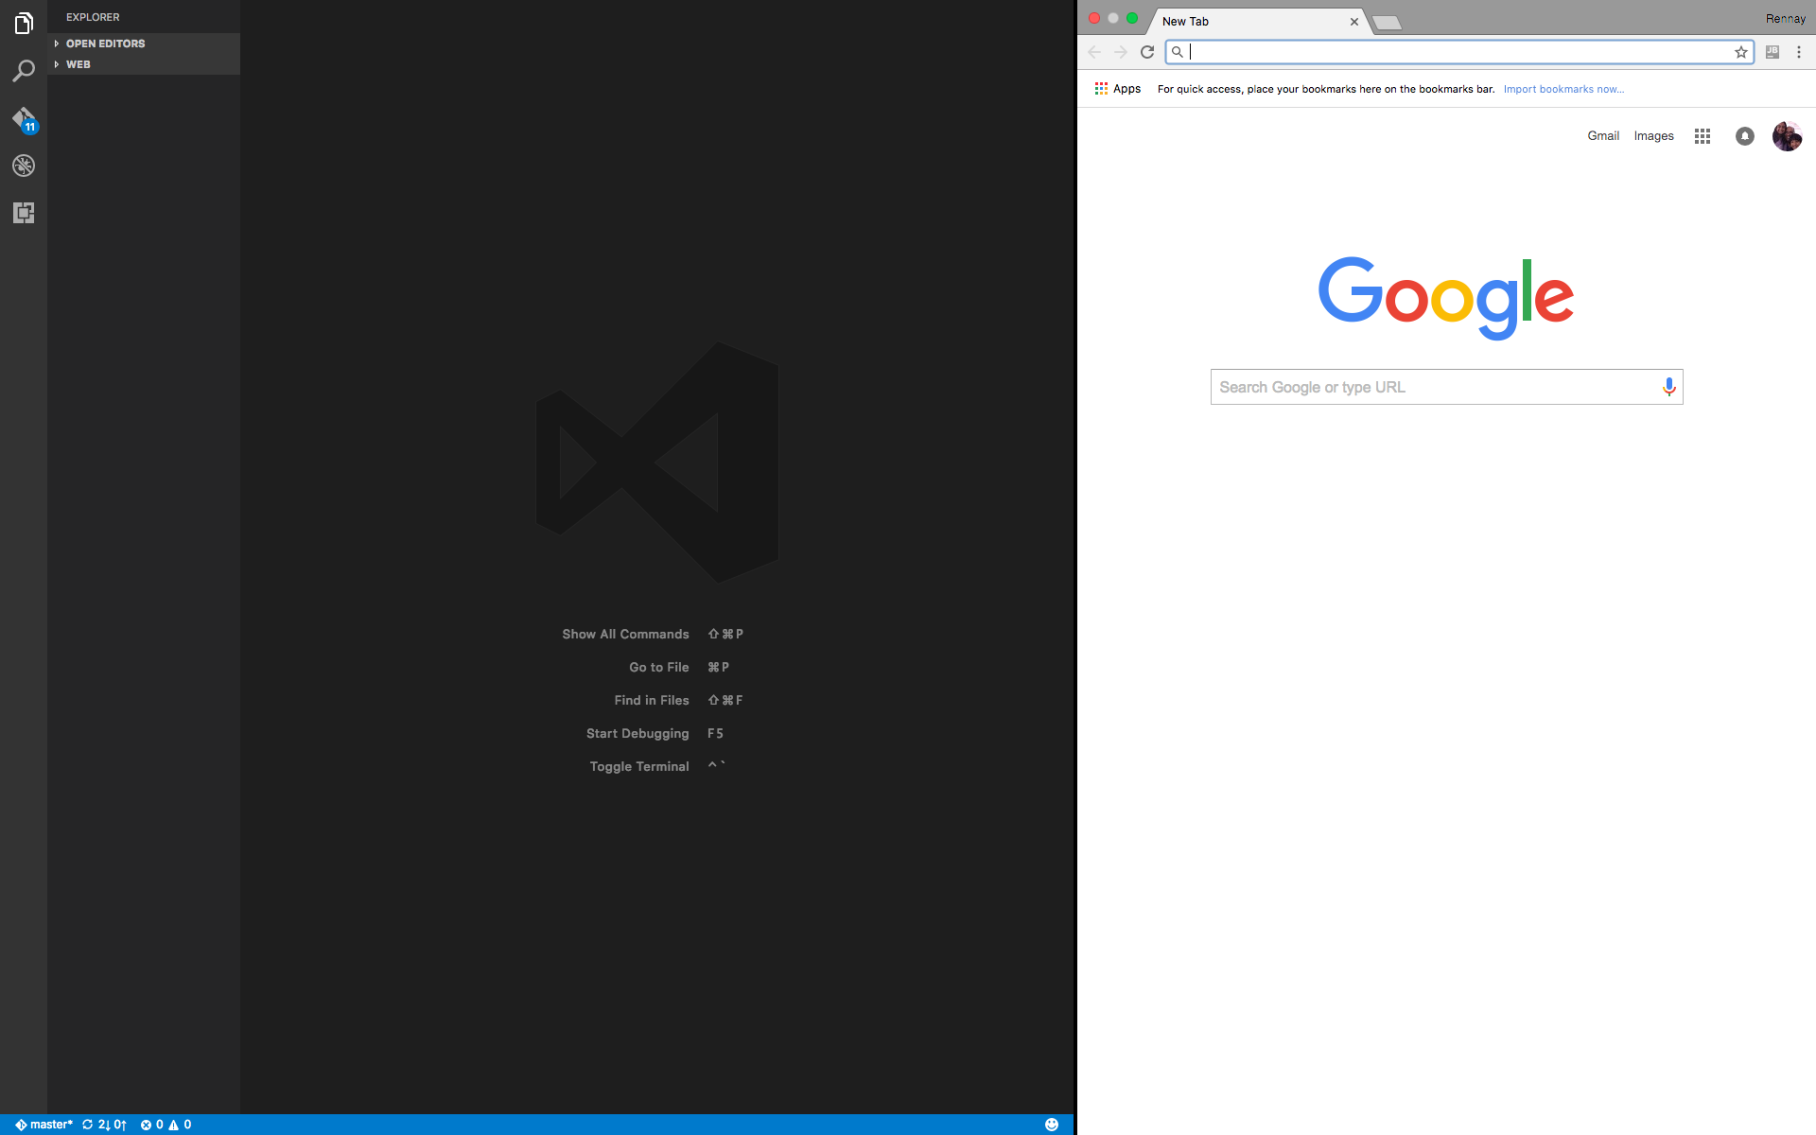 EXPLORER
OPEN EDITORS
WEB
11
Show All Commands ⇧⌘P
Go to File ⌘P
Find in Files ⇧⌘F
Start Debugging F5
Toggle Terminal ^`
master* 2↓ 0↑ 0 0
New Tab
Rennay
Apps For quick access, place your bookmarks here on the bookmarks bar. Import bookmarks now...
Gmail Images
Google
Search Google or type URL